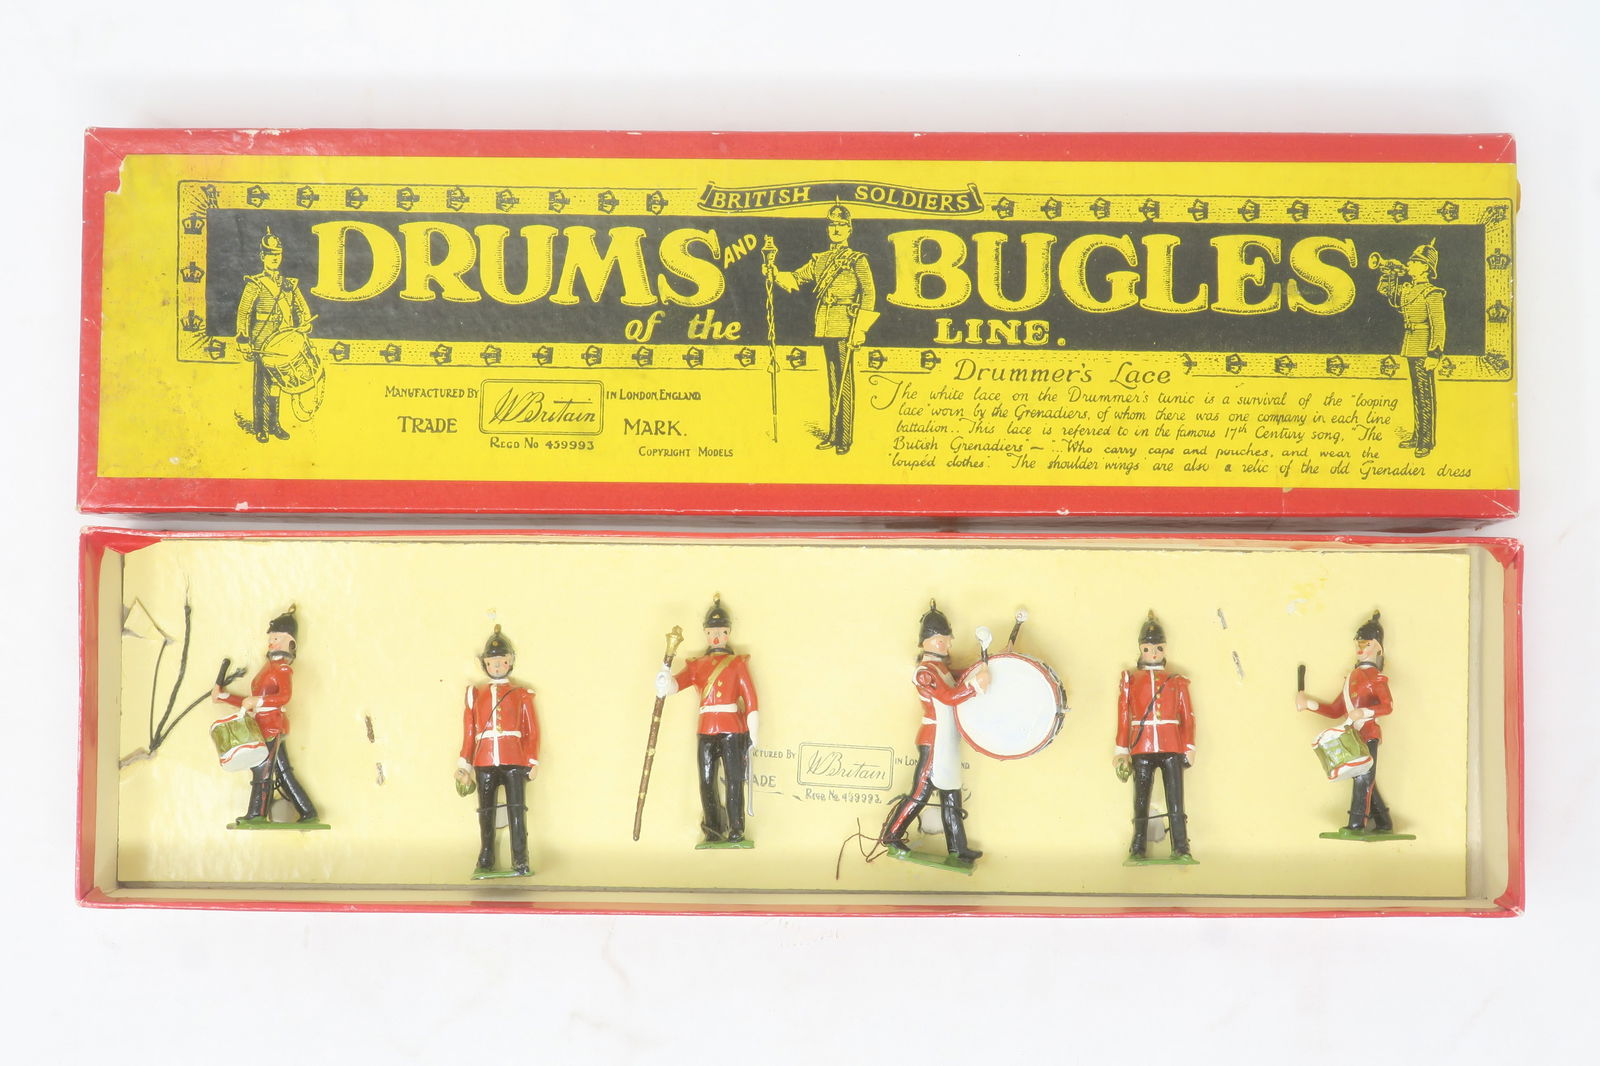 BRITISH SOLDIERS
DRUMS AND BUGLES
of the LINE.
MANUFACTURED BY W Britain IN LONDON, ENGLAND
TRADE MARK.
REGD No 459993
COPYRIGHT MODELS
Drummer's Lace
The white lace on the Drummer's tunic is a survival of the "looping
lace" worn by the Grenadiers, of whom there was one company in each line
battalion.. This lace is referred to in the famous 17th Century song, "The
British Grenadiers" — "..Who carry caps and pouches, and wear the
'loupéd clothes'. The 'shoulder wings' are also a relic of the old Grenadier dress
BY W Britain IN
REGD No 459993